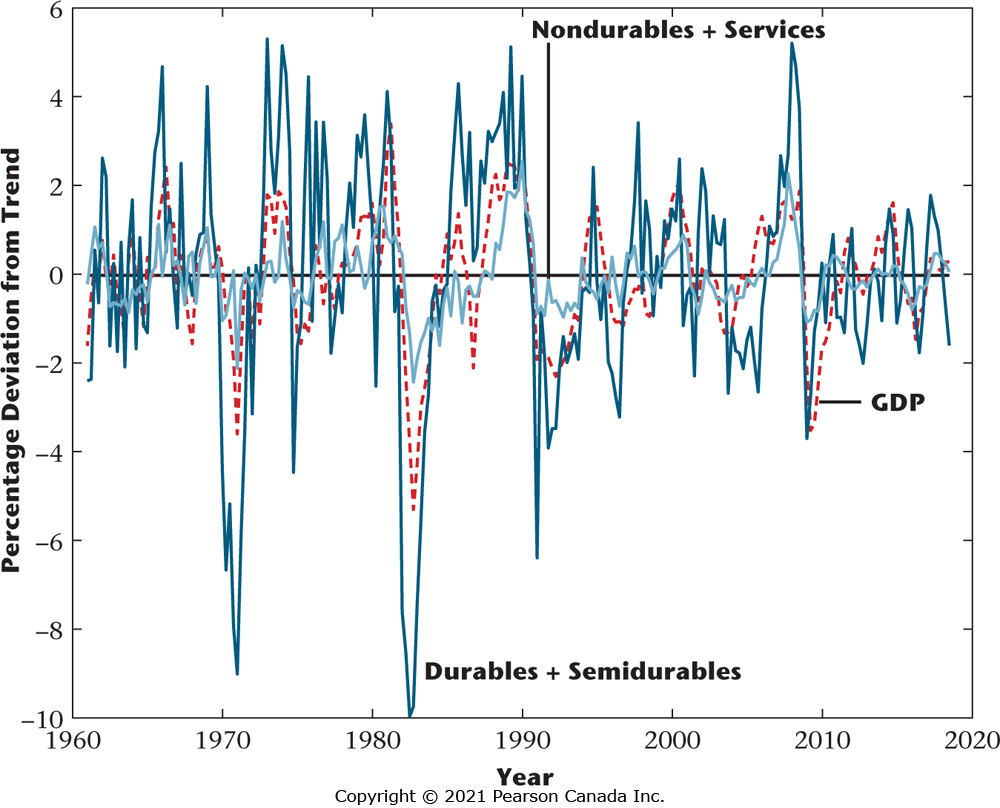 6
4
2
0
−2
−4
−6
−8
−10
Percentage Deviation from Trend
Nondurables + Services
GDP
Durables + Semidurables
1960 1970 1980 1990 2000 2010 2020
Year
Copyright © 2021 Pearson Canada Inc.